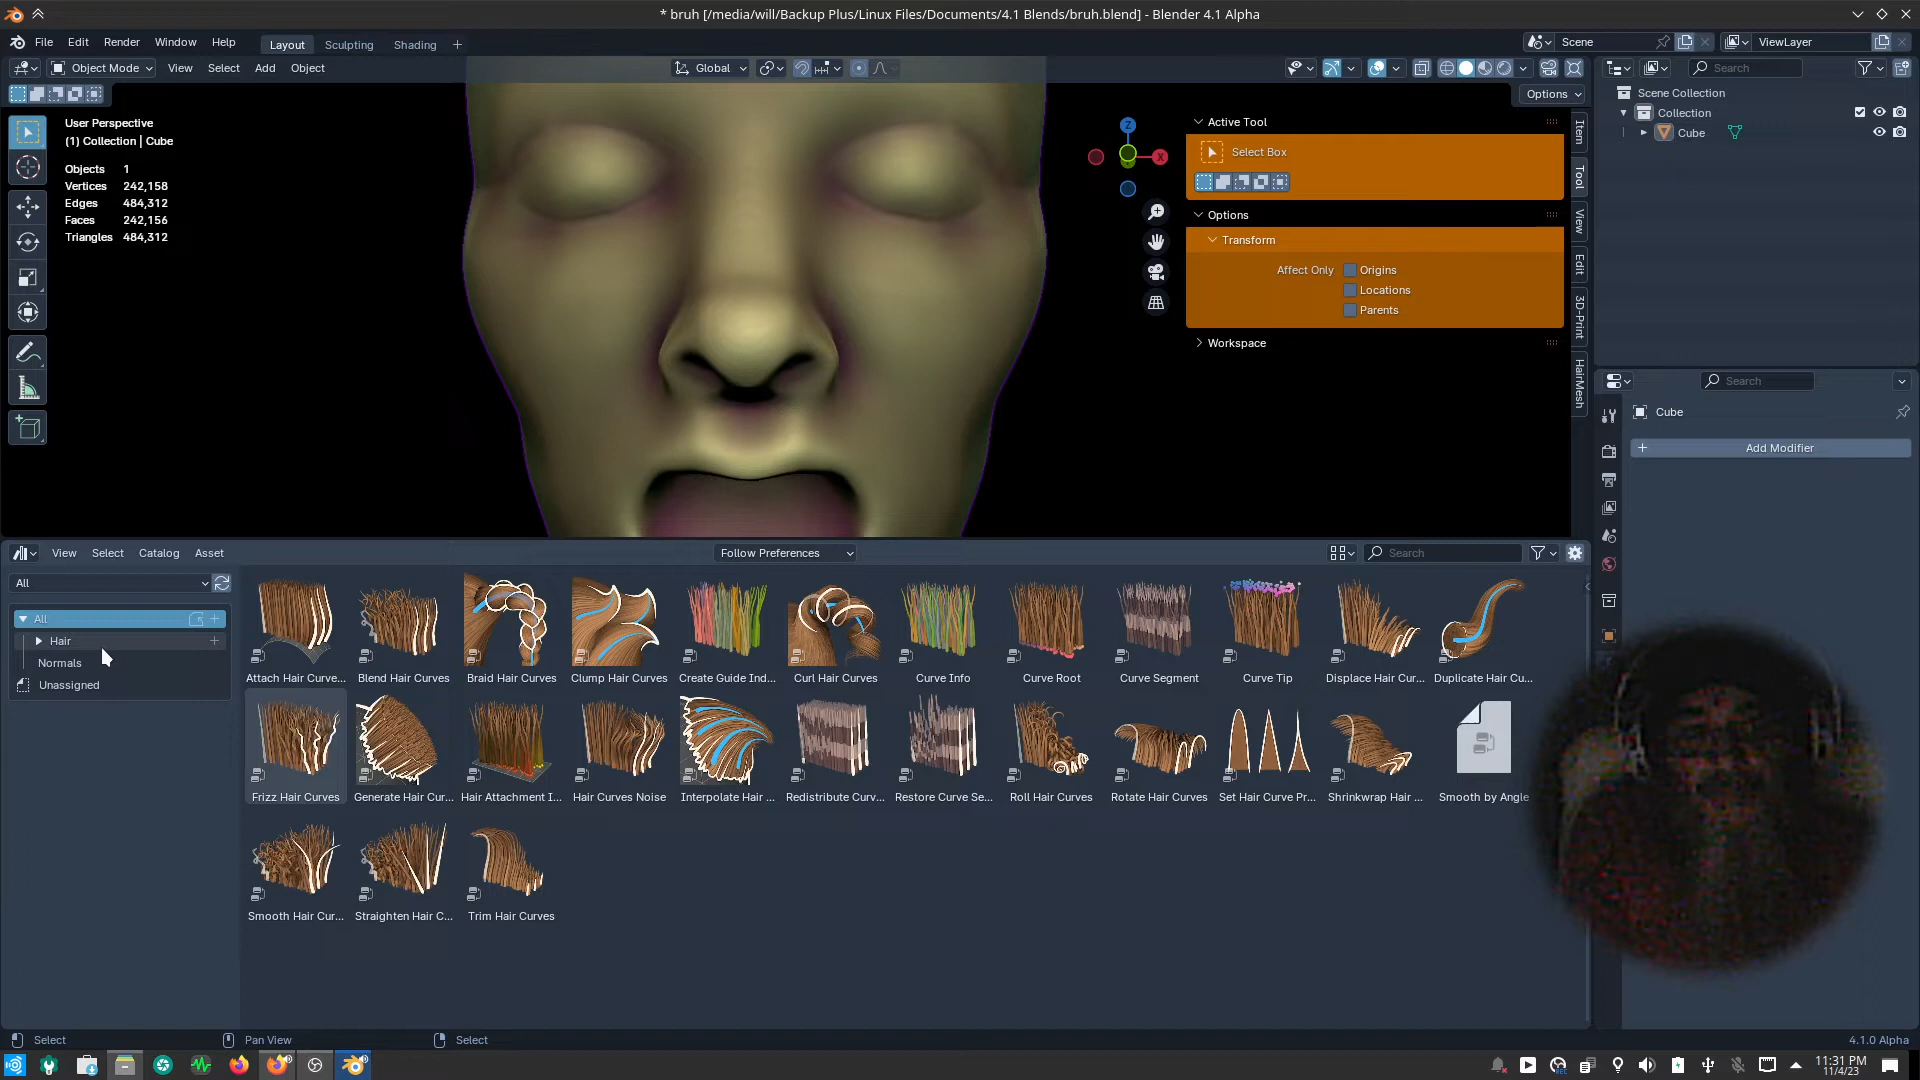 * bruh [/media/will/Backup Plus/Linux Files/Documents/4.1 Blends/bruh.blend] - Blender 4.1 Alpha
File Edit Render Window Help Layout Sculpting Shading + Scene ViewLayer
Object Mode View Select Add Object Global Search
Options
User Perspective
(1) Collection | Cube
Objects 1
Vertices 242,158
Edges 484,312
Faces 242,156
Triangles 484,312
Z
X
Active Tool
Select Box
Options
Transform
Affect Only Origins
Locations
Parents
Workspace
Item
Tool
View
Edit
3D-Print
HairMesh
Scene Collection
Collection
Cube
Search
Cube
Add Modifier
View Select Catalog Asset Follow Preferences Search
All
All
Hair
Normals
Unassigned
Attach Hair Curve... Blend Hair Curves Braid Hair Curves Clump Hair Curves Create Guide Ind... Curl Hair Curves Curve Info Curve Root Curve Segment Curve Tip Displace Hair Cur... Duplicate Hair Cu...
Frizz Hair Curves Generate Hair Cur... Hair Attachment I... Hair Curves Noise Interpolate Hair ... Redistribute Curv... Restore Curve Se... Roll Hair Curves Rotate Hair Curves Set Hair Curve Pr... Shrinkwrap Hair ... Smooth by Angle
Smooth Hair Cur... Straighten Hair C... Trim Hair Curves
Select Pan View Select 4.1.0 Alpha
11:31 PM
11/4/23